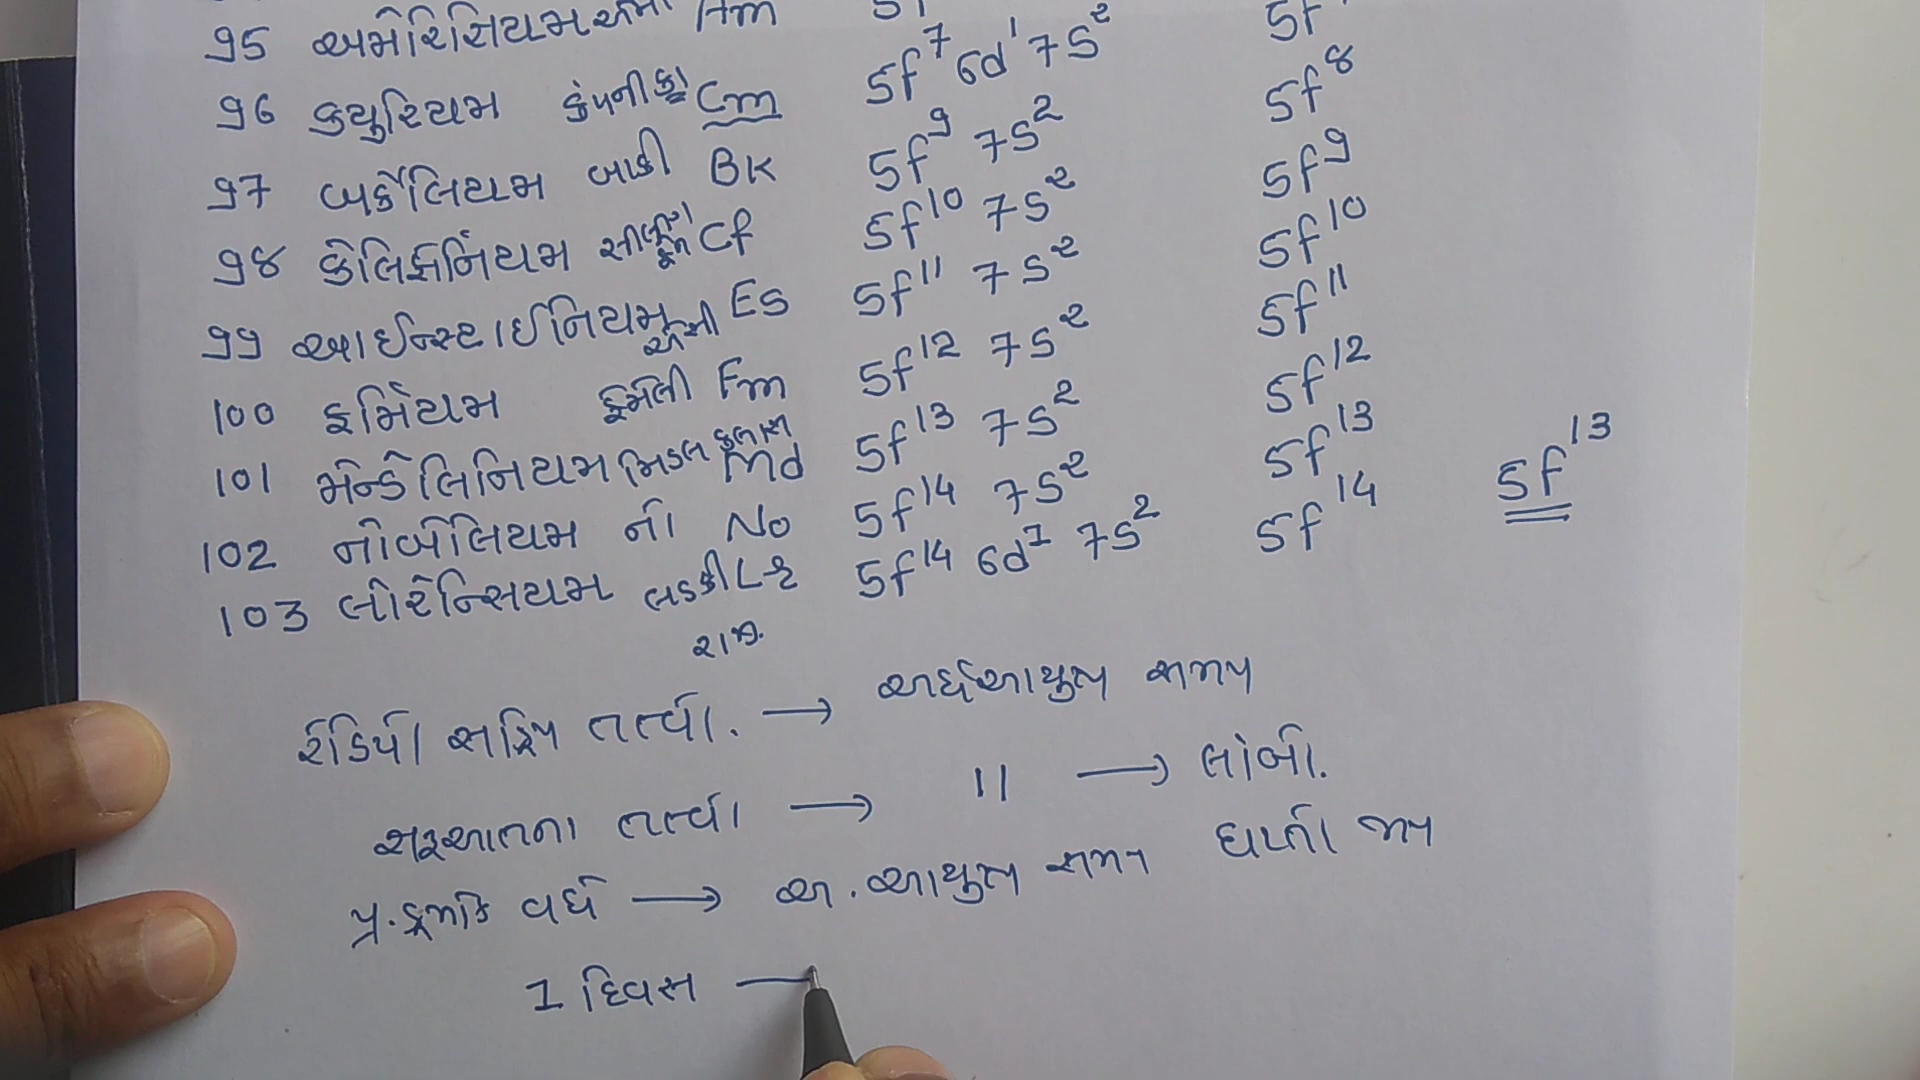 95 અમેરિસિયમ Am 5f
96 ક્યુરિયમ કંપનીકા Cm 5f⁷ 6d¹ 7s² 5f
97 બર્કેલિયમ બાકી BK 5f⁹ 7s² 5f⁸
98 કેલિફોર્નિયમ Cf 5f¹⁰ 7s² 5f⁹
99 આઈન્સ્ટાઈનિયમ ઐસી ES 5f¹¹ 7s² 5f¹⁰
100 ફર્મિયમ ફર્મિલી Fm 5f¹² 7s² 5f¹¹
101 મેન્ડેલિનિયમ મિડલ ક્લાસ Md 5f¹³ 7s² 5f¹²
102 નોબેલિયમ નો No 5f¹⁴ 7s² 5f¹³
103 લોરેન્સિયમ લડકી Lr 5f¹⁴ 6d¹ 7s² 5f¹⁴ 5f¹³
રેડિયો સક્રિય તત્વો. → અર્ધઆયુષ્ય સમય
શરૂઆતના તત્વો → 11 → લાંબો.
પ્ર. ક્રમાંક વધે → અ. આયુષ્ય સમય ઘટતો જાય
1 દિવસ —